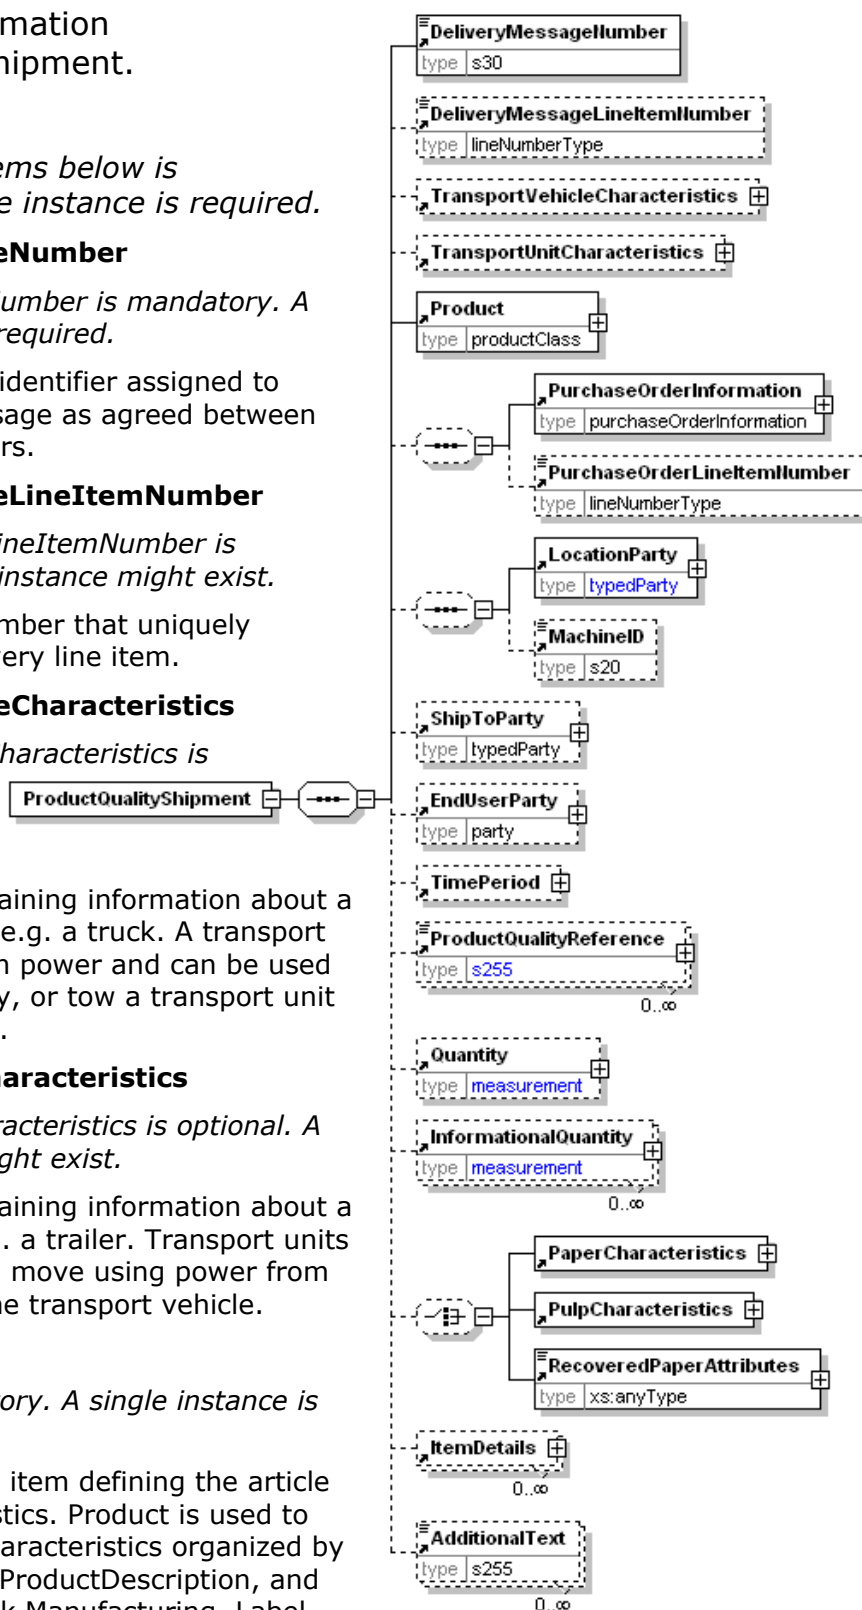 rmation
hipment.
ems below is
e instance is required.
eNumber
Number is mandatory. A
required.
identifier assigned to
sage as agreed between
rs.
eLineItemNumber
ineItemNumber is
instance might exist.
mber that uniquely
very line item.
eCharacteristics
Characteristics is
aining information about a
e.g. a truck. A transport
n power and can be used
y, or tow a transport unit
.
haracteristics
racteristics is optional. A
ght exist.
aining information about a
. a trailer. Transport units
move using power from
he transport vehicle.
ory. A single instance is
item defining the article
stics. Product is used to
aracteristics organized by
ProductDescription, and
k Manufacturing, Label
ProductQualityShipment
DeliveryMessageNumber
type s30
DeliveryMessageLineItemNumber
type lineNumberType
TransportVehicleCharacteristics
TransportUnitCharacteristics
Product
type productClass
PurchaseOrderInformation
type purchaseOrderInformation
PurchaseOrderLineItemNumber
type lineNumberType
LocationParty
type typedParty
MachineID
type s20
ShipToParty
type typedParty
EndUserParty
type party
TimePeriod
ProductQualityReference
type s255
0..∞
Quantity
type measurement
InformationalQuantity
type measurement
0..∞
PaperCharacteristics
PulpCharacteristics
RecoveredPaperAttributes
type xs:anyType
ItemDetails
0..∞
AdditionalText
type s255
0..∞